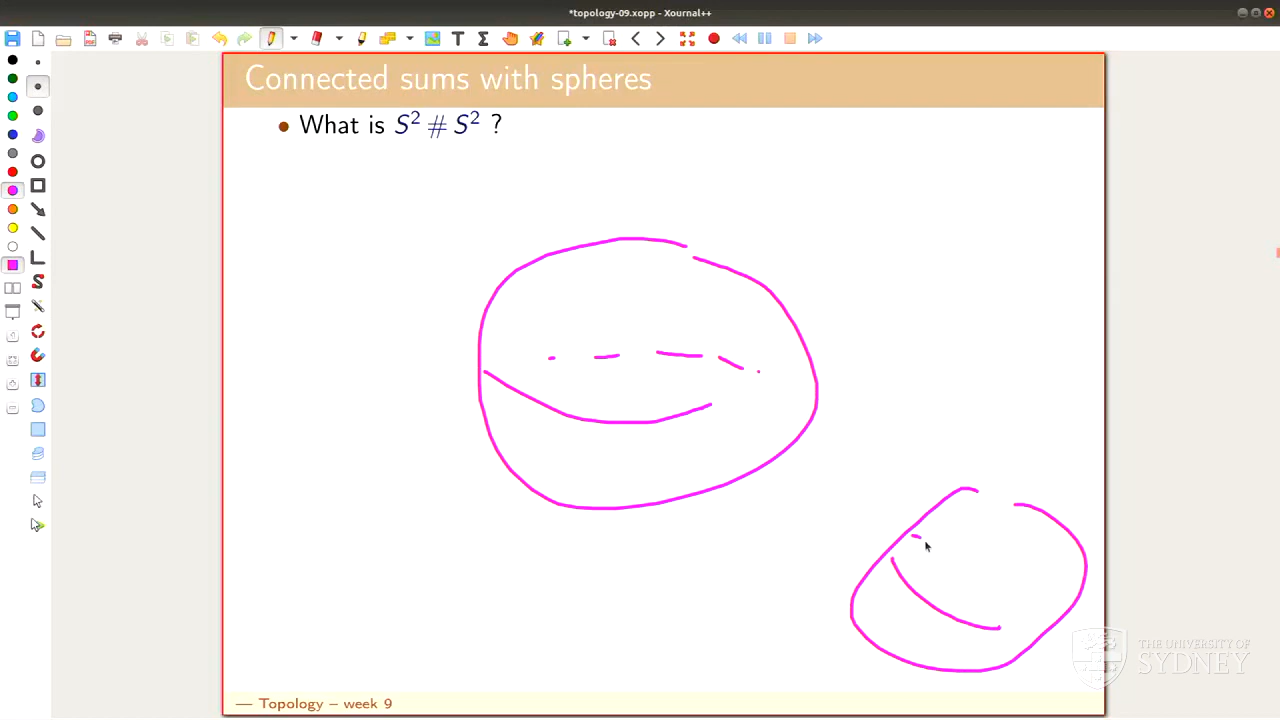 *topology-09.xopp - Xournal++
Connected sums with spheres
• What is S² # S² ?
THE UNIVERSITY OF
SYDNEY
— Topology – week 9